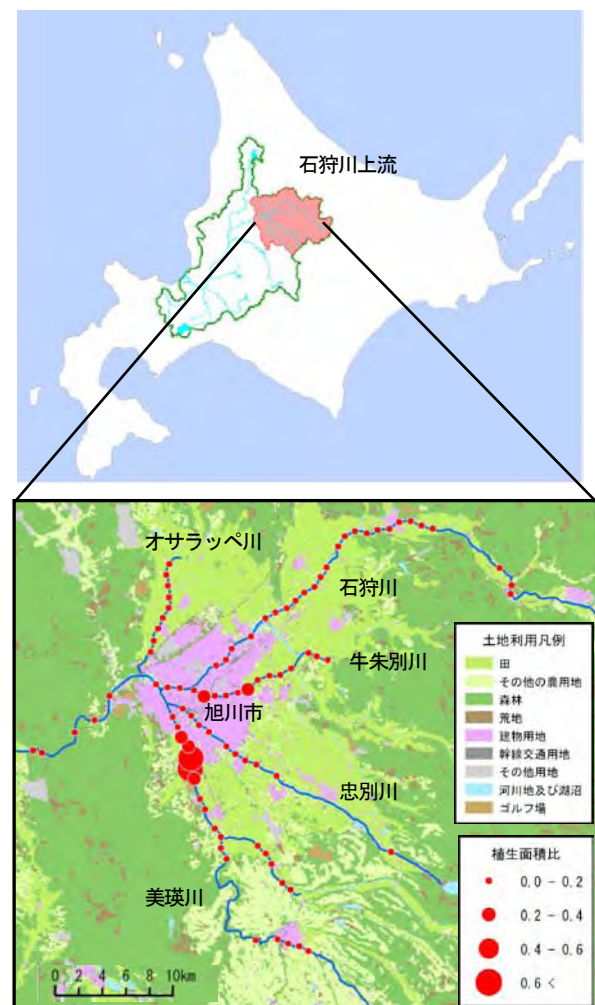 石狩川上流
オサラッペ川
石狩川
牛朱別川
旭川市
忠別川
美瑛川
土地利用凡例
田
その他の農用地
森林
荒地
建物用地
幹線交通用地
その他用地
河川地及び湖沼
ゴルフ場
植生面積比
0.0 - 0.2
0.2 - 0.4
0.4 - 0.6
0.6 <
0 2 4 6 8 10km